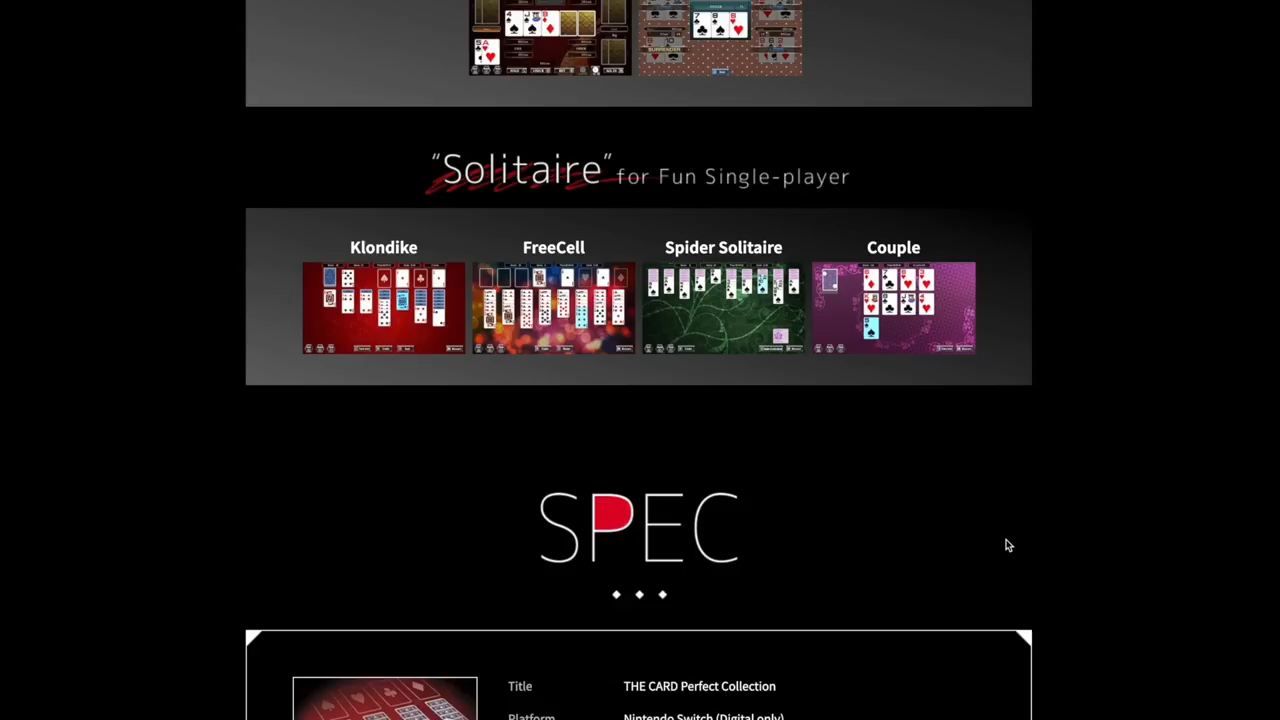 SURRENDER
"Solitaire" for Fun Single-player
Klondike FreeCell Spider Solitaire Couple
SPEC
Title THE CARD Perfect Collection
Platform Nintendo Switch (Digital only)